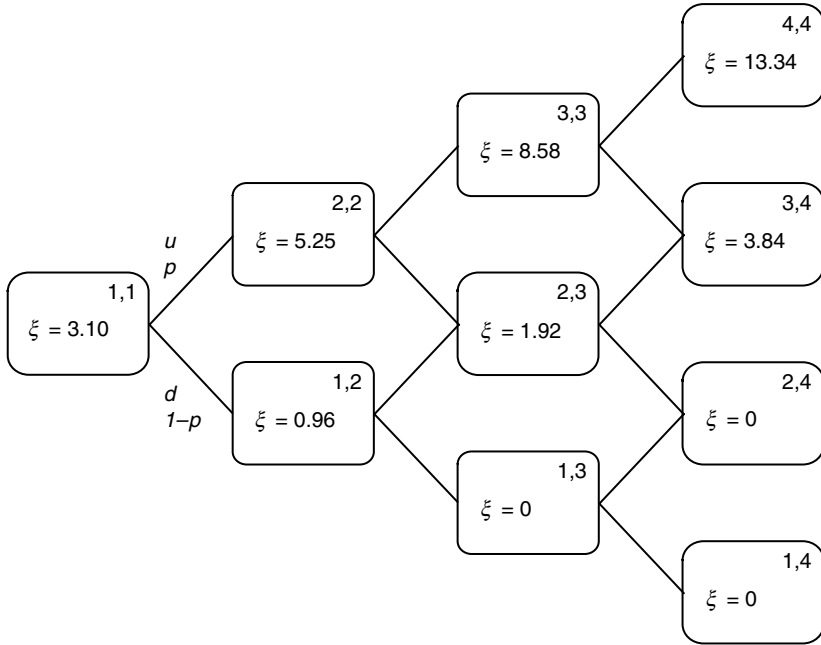 4,4
ξ = 13.34
3,3
ξ = 8.58
2,2
ξ = 5.25
3,4
ξ = 3.84
u
p
1,1
ξ = 3.10
2,3
ξ = 1.92
d
1–p
1,2
ξ = 0.96
2,4
ξ = 0
1,3
ξ = 0
1,4
ξ = 0